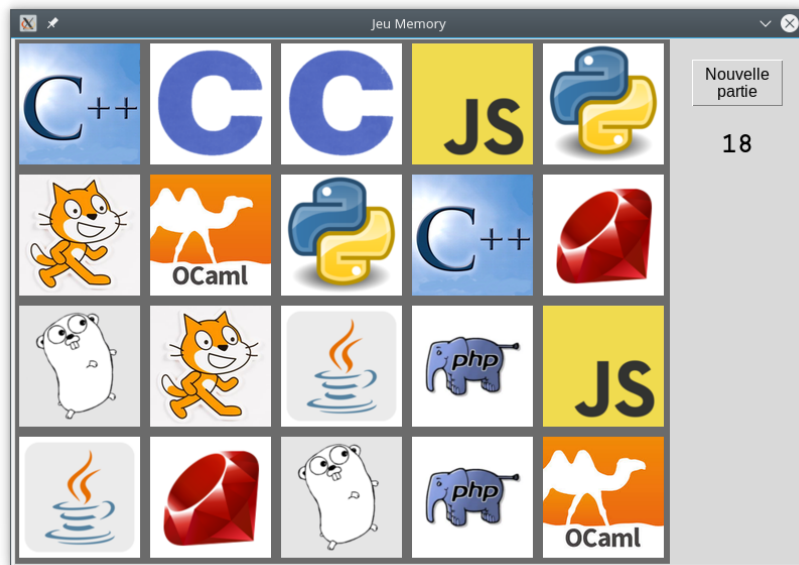 Jeu Memory
C++
C
C
JS
Nouvelle
partie
18
OCaml
C++
php
JS
php
OCaml